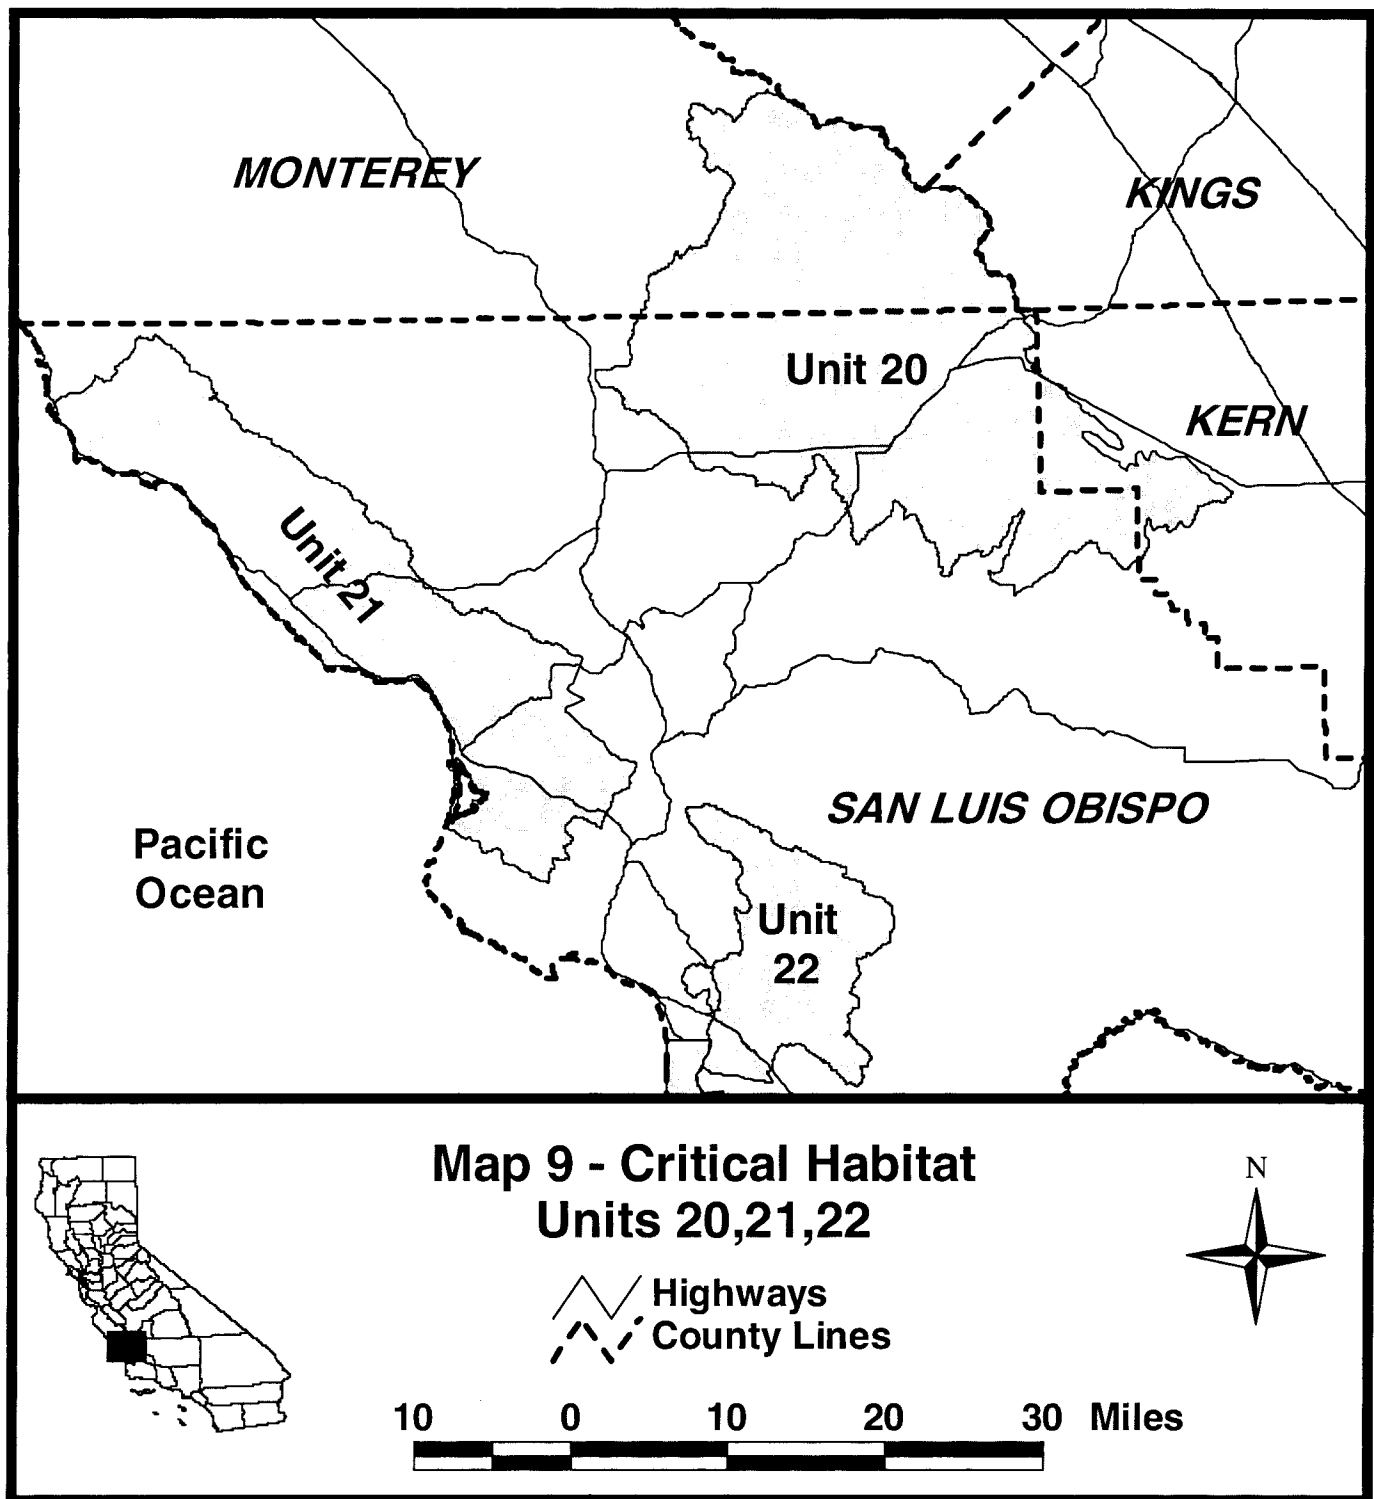 MONTEREY
KINGS
Unit 20
KERN
Unit 21
SAN LUIS OBISPO
Pacific
Ocean
Unit
22
Map 9 - Critical Habitat
Units 20,21,22
N
Highways
County Lines
10 0 10 20 30 Miles